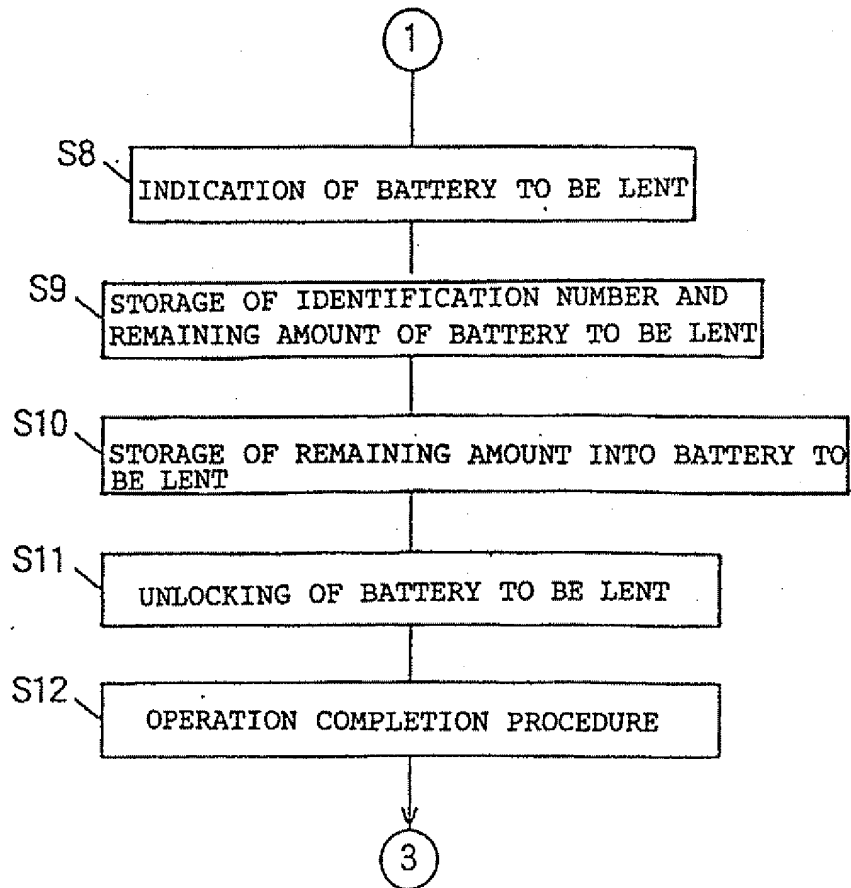 1
S8
INDICATION OF BATTERY TO BE LENT
S9
STORAGE OF IDENTIFICATION NUMBER AND
REMAINING AMOUNT OF BATTERY TO BE LENT
S10
STORAGE OF REMAINING AMOUNT INTO BATTERY TO
BE LENT
S11
UNLOCKING OF BATTERY TO BE LENT
S12
OPERATION COMPLETION PROCEDURE
3